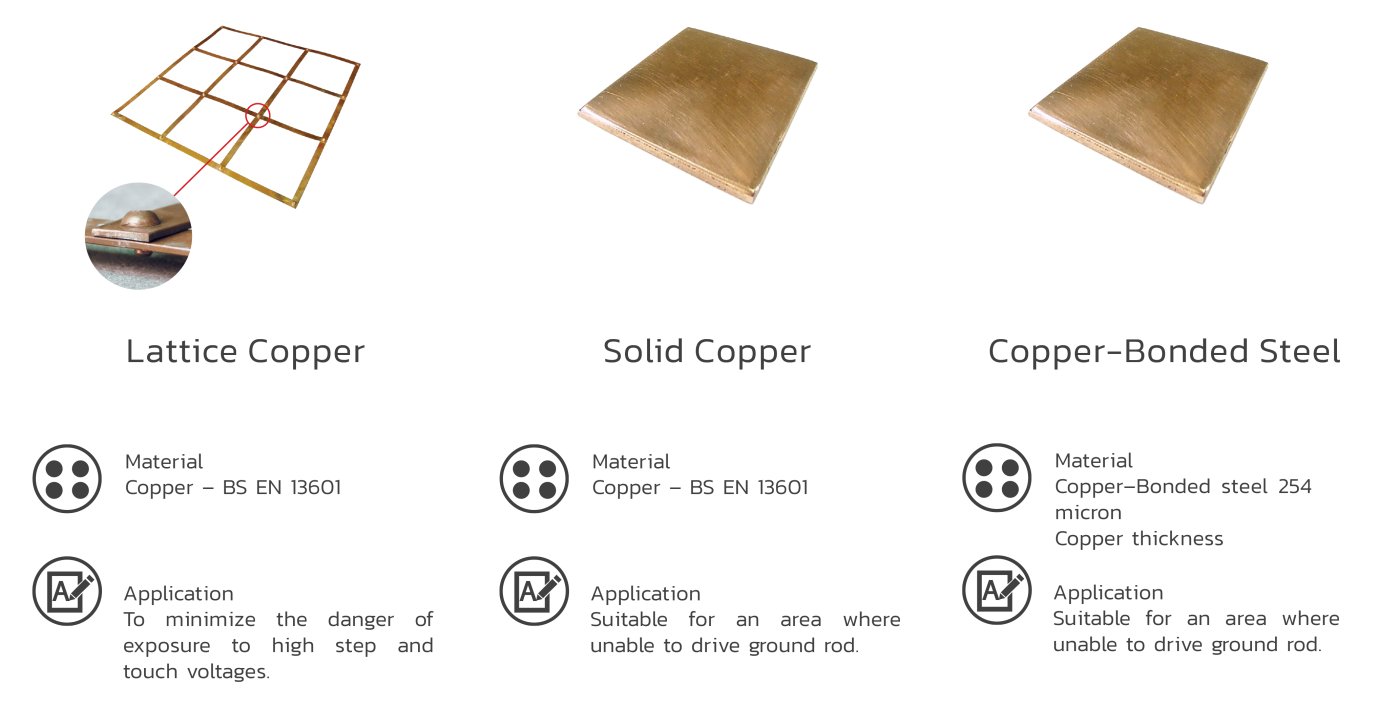 Lattice Copper
Material
Copper – BS EN 13601
A
Application
To minimize the danger of
exposure to high step and
touch voltages.
Solid Copper
Material
Copper – BS EN 13601
A
Application
Suitable for an area where
unable to drive ground rod.
Copper-Bonded Steel
Material
Copper–Bonded steel 254
micron
Copper thickness
A
Application
Suitable for an area where
unable to drive ground rod.